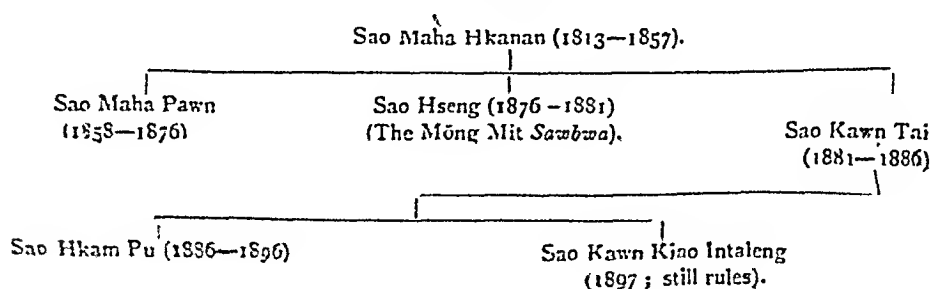 Sao Maha Hkanan (1813—1857).
Sao Maha Pawn
(1858—1876)
Sao Hseng (1876–1881)
(The Möng Mit Sawbwa).
Sao Kawn Tai
(1881—1886)
Sao Hkam Pu (1886—1896)
Sao Kawn Kiao Intaleng
(1897 ; still rules).